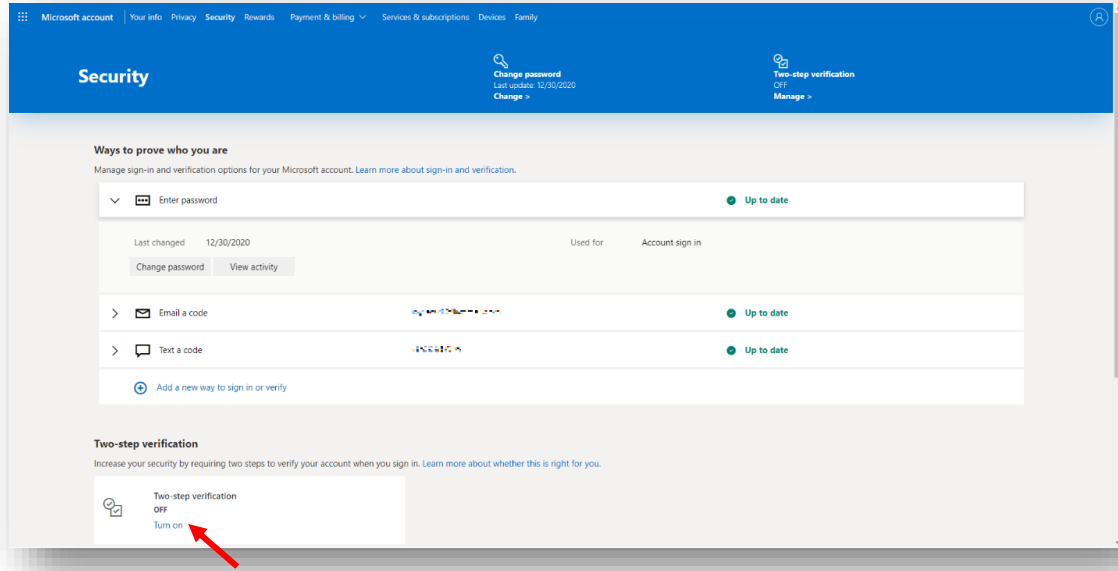 Microsoft account Your info Privacy Security Rewards Payment & billing Services & subscriptions Devices Family
Security
Change password
Last update: 12/30/2020
Change >
Two-step verification
OFF
Manage >
Ways to prove who you are
Manage sign-in and verification options for your Microsoft account. Learn more about sign-in and verification.
Enter password Up to date
Last changed 12/30/2020 Used for Account sign in
Change password View activity
Email a code Up to date
Text a code Up to date
Add a new way to sign in or verify
Two-step verification
Increase your security by requiring two steps to verify your account when you sign in. Learn more about whether this is right for you.
Two-step verification
OFF
Turn on